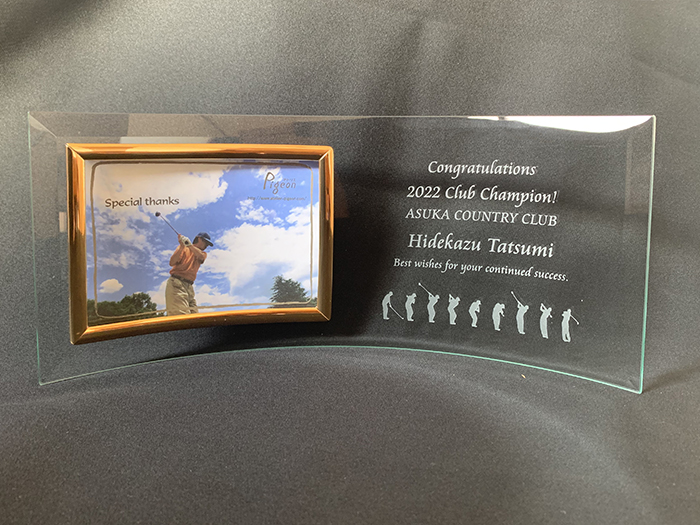 Special thanks
Pigeon
Congratulations
2022 Club Champion!
ASUKA COUNTRY CLUB
Hidekazu Tatsumi
Best wishes for your continued success.